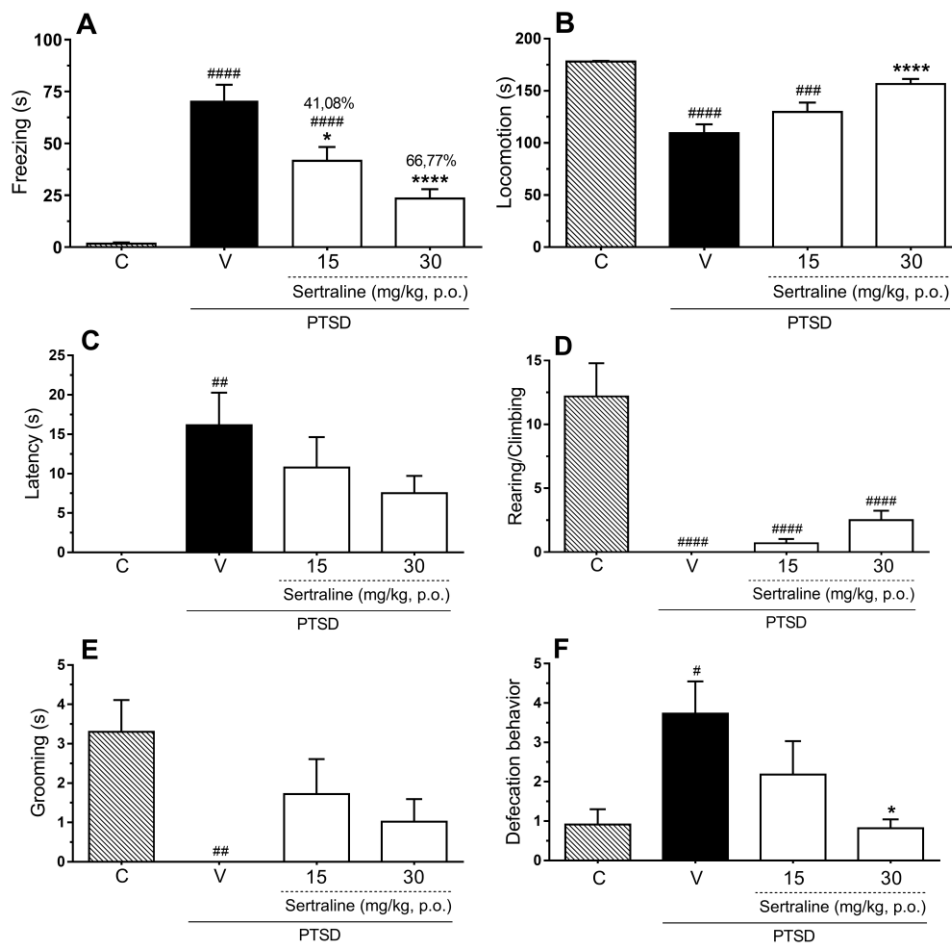 A
Freezing (s)
100
75
50
25
0
####
41,08%
####
*
66,77%
****
C V 15 30
Sertraline (mg/kg, p.o.)
PTSD
B
Locomotion (s)
200
150
100
50
0
####
###
****
C V 15 30
Sertraline (mg/kg, p.o.)
PTSD
C
Latency (s)
25
20
15
10
5
0
##
C V 15 30
Sertraline (mg/kg, p.o.)
PTSD
D
Rearing/Climbing
15
10
5
0
####
####
####
C V 15 30
Sertraline (mg/kg, p.o.)
PTSD
E
Grooming (s)
5
4
3
2
1
0
##
C V 15 30
Sertraline (mg/kg, p.o.)
PTSD
F
Defecation behavior
5
4
3
2
1
0
#
*
C V 15 30
Sertraline (mg/kg, p.o.)
PTSD